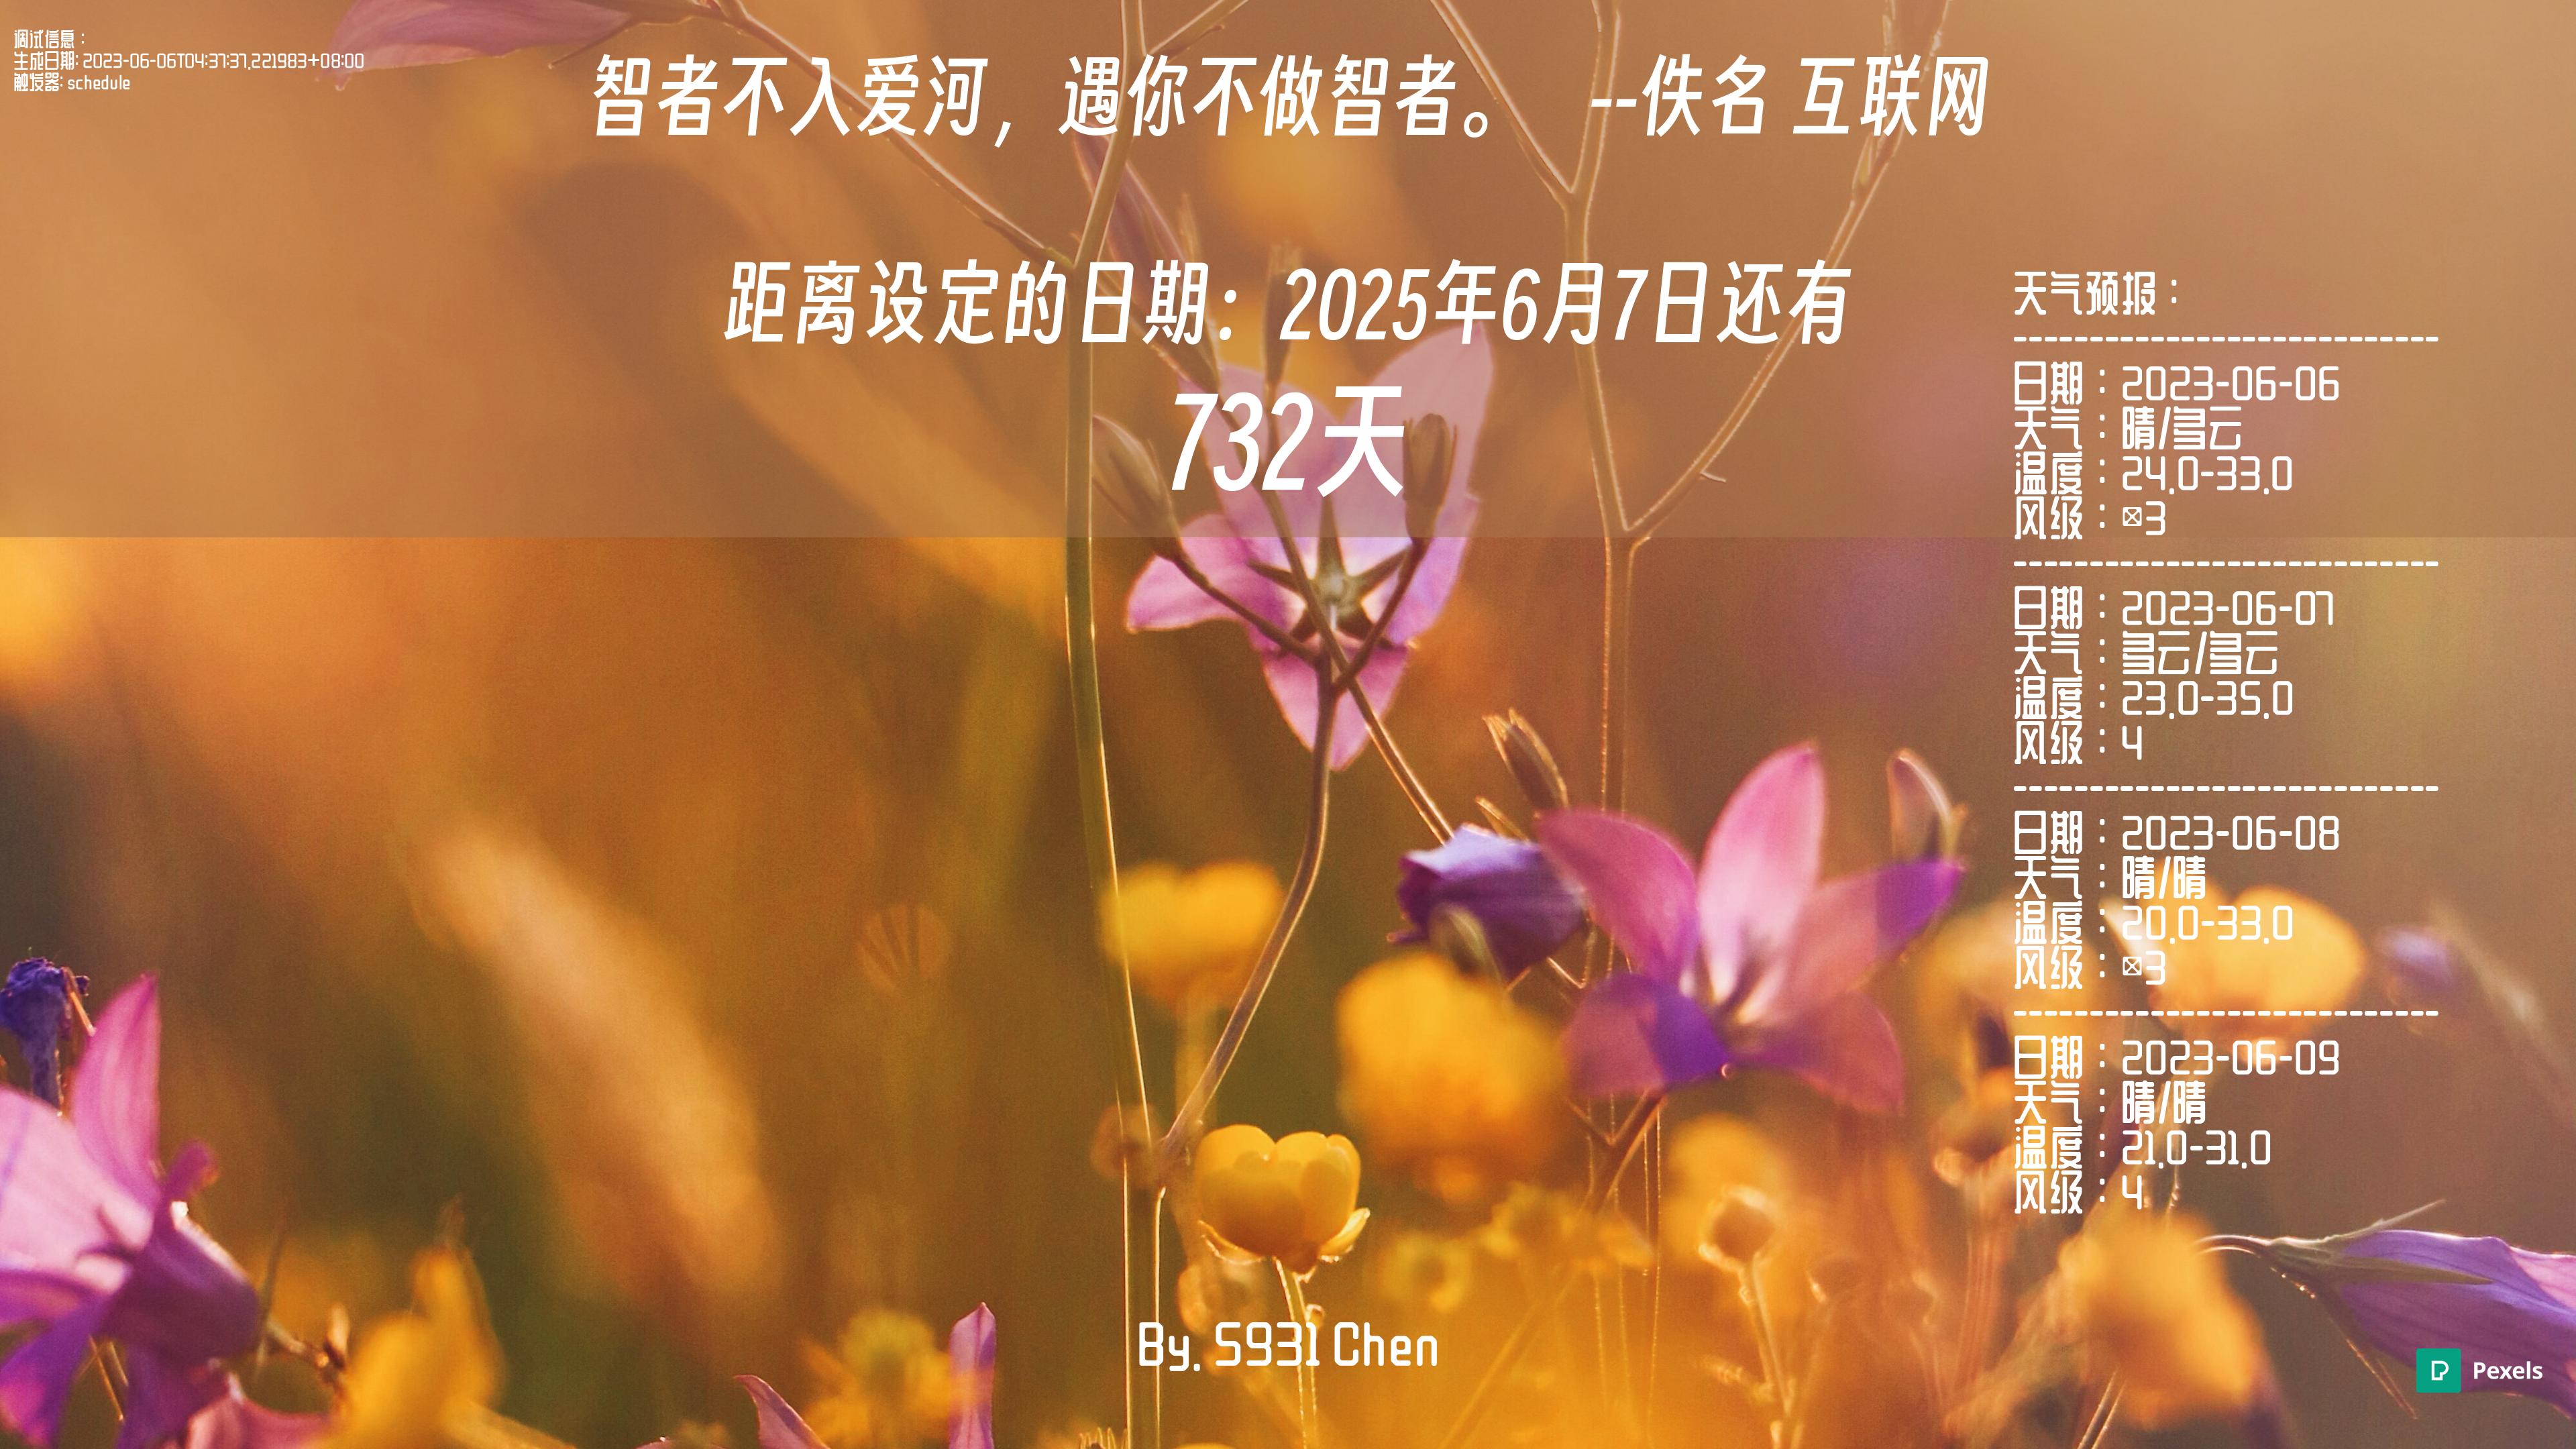 调试信息：
生成日期: 2023-06-06T04:37:37.221983+08:00
触发器: schedule
智者不入爱河，遇你不做智者。 --佚名 互联网
距离设定的日期：2025年6月7日还有
732天
天气预报：
----------------------------
日期：2023-06-06
天气：晴/多云
温度：24.0-33.0
风级：☒3
----------------------------
日期：2023-06-07
天气：多云/多云
温度：23.0-35.0
风级：4
----------------------------
日期：2023-06-08
天气：晴/晴
温度：20.0-33.0
风级：☒3
----------------------------
日期：2023-06-09
天气：晴/晴
温度：21.0-31.0
风级：4
By. S931 Chen
Pexels